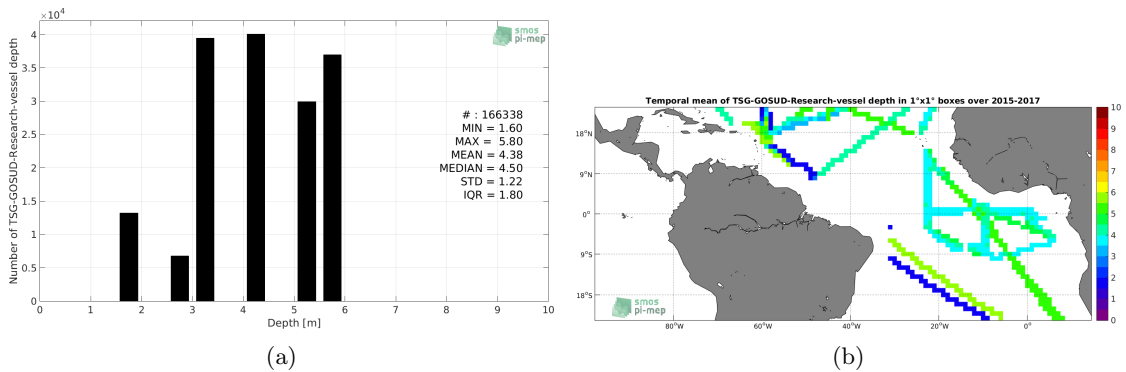 ×10⁴
4
3.5
3
2.5
2
1.5
1
0.5
0
Number of TSG-GOSUD-Research-vessel depth
smos
pi-mep
# : 166338
MIN = 1.60
MAX = 5.80
MEAN = 4.38
MEDIAN = 4.50
STD = 1.22
IQR = 1.80
0 1 2 3 4 5 6 7 8 9 10
Depth [m]
(a)
Temporal mean of TSG-GOSUD-Research-vessel depth in 1°x1° boxes over 2015-2017
18°N
9°N
0°
9°S
18°S
smos
pi-mep
80°W 60°W 40°W 20°W 0°
10
9
8
7
6
5
4
3
2
1
0
(b)